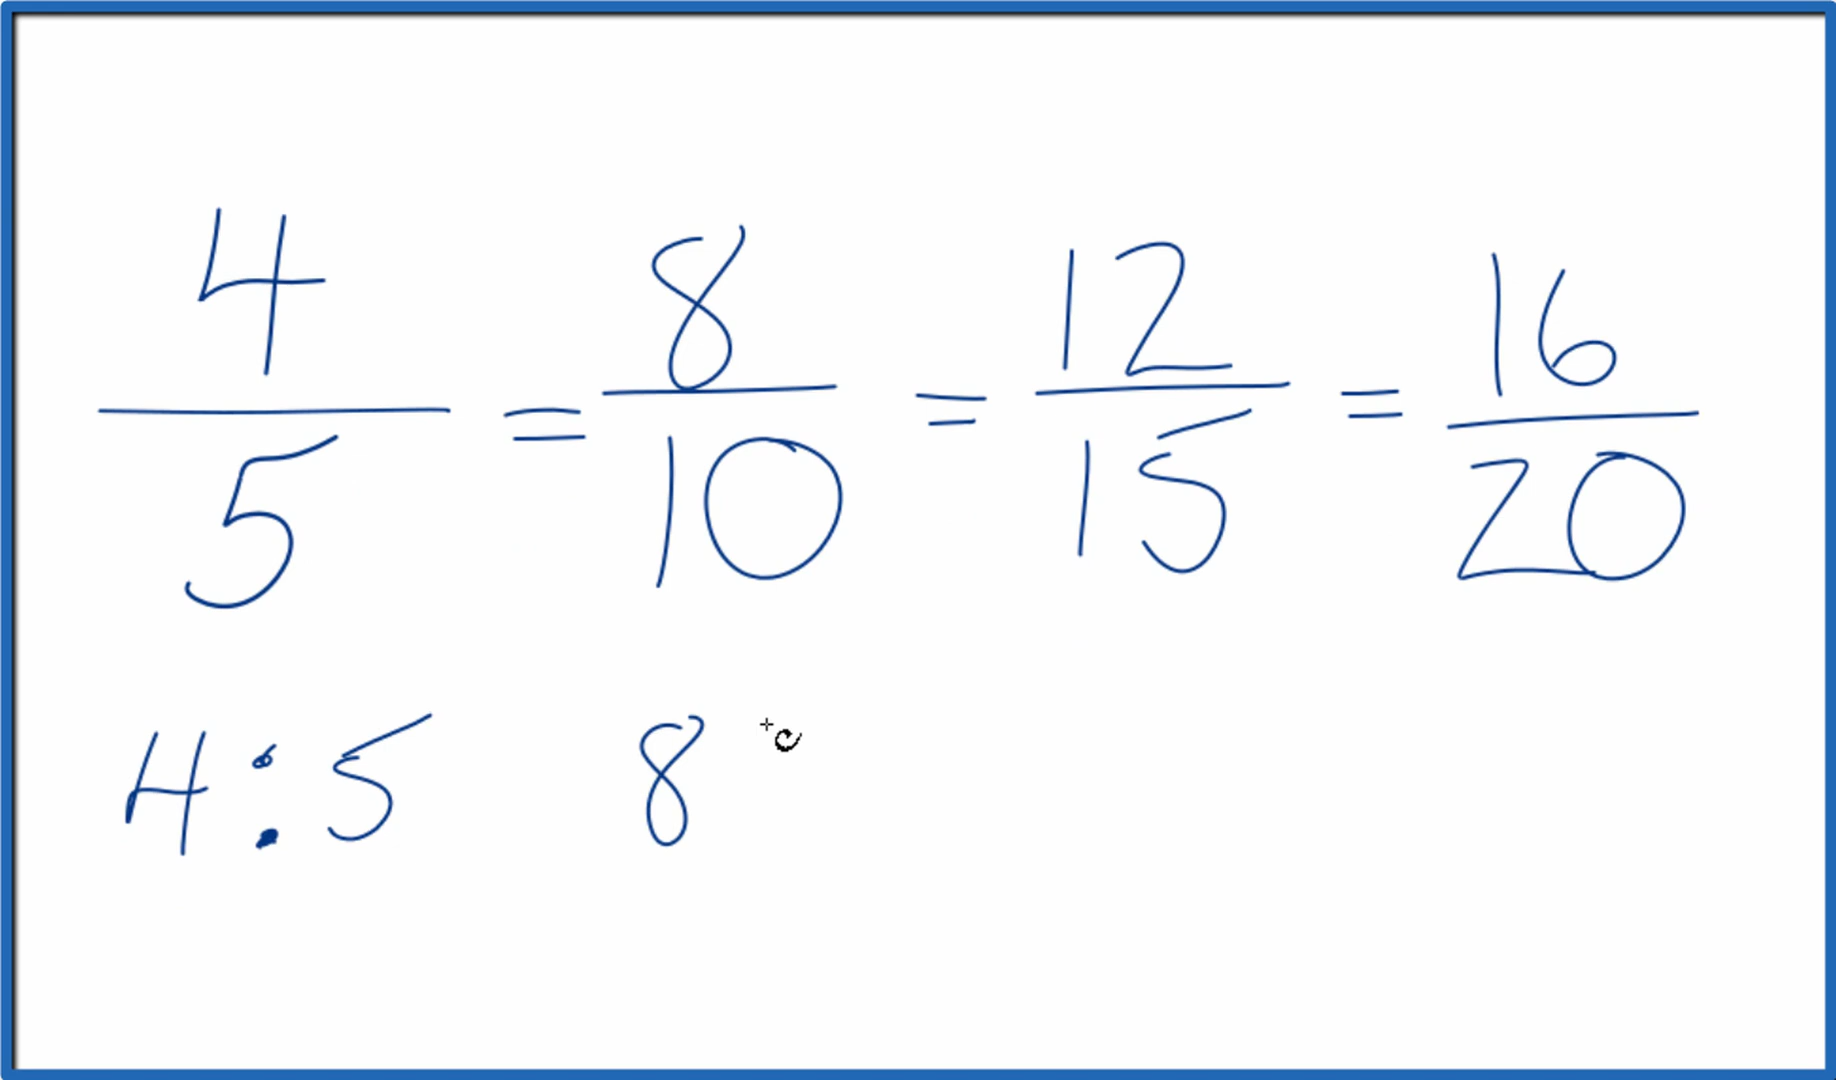 4/5 = 8/10 = 12/15 = 16/20
4:5 8